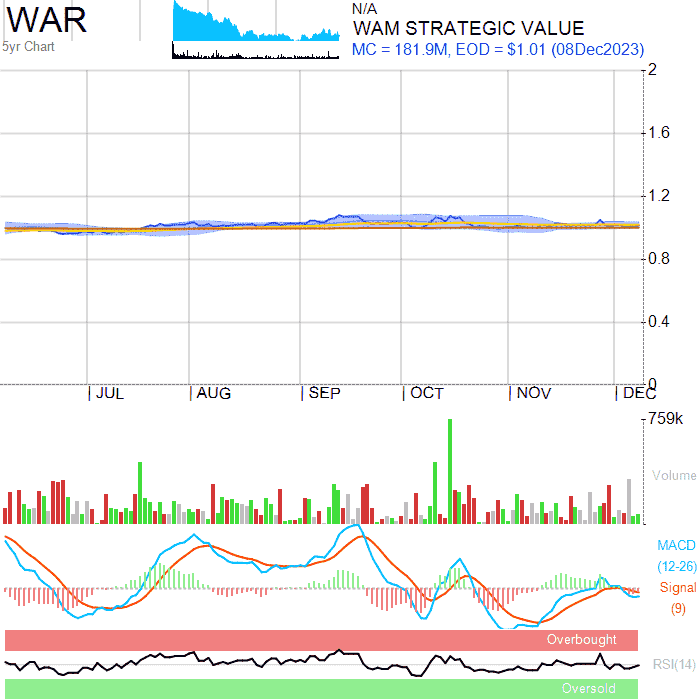 WAR
5yr Chart
N/A
WAM STRATEGIC VALUE
MC = 181.9M, EOD = $1.01 (08Dec2023)
2
1.6
1.2
0.8
0.4
0
JUL AUG SEP OCT NOV DEC
759k
Volume
MACD
(12-26)
Signal
(9)
Overbought
RSI(14)
Oversold